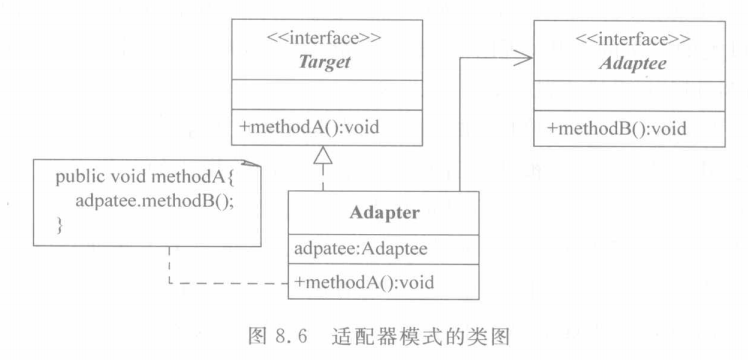 <<interface>>
Target
+methodA():void
<<interface>>
Adaptee
+methodB():void
public void methodA{
adpatee.methodB();
}
Adapter
adpatee:Adaptee
+methodA():void
图 8.6 适配器模式的类图